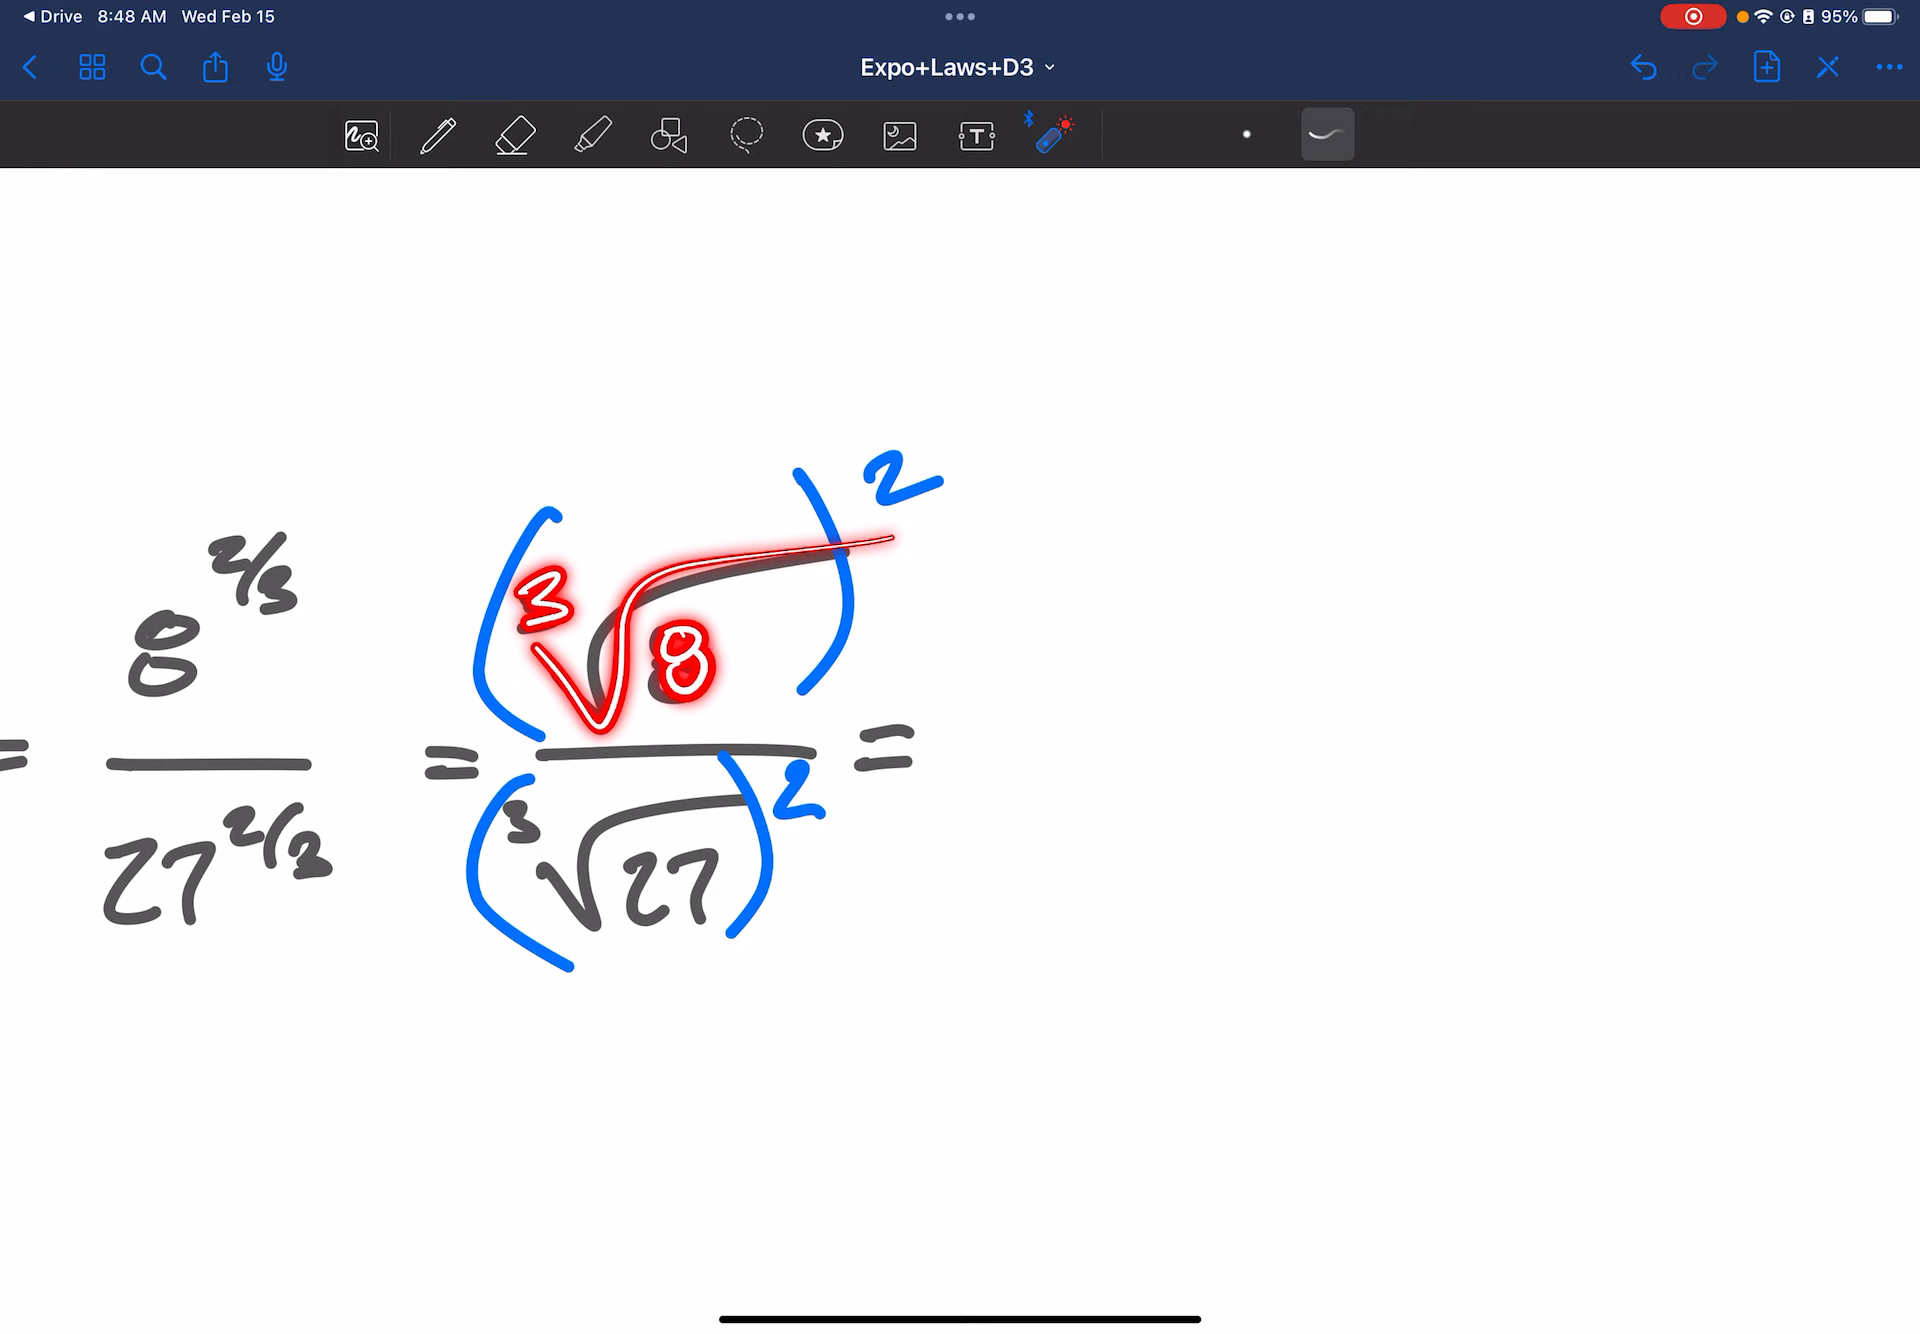 Drive 8:48 AM Wed Feb 15 95%
Expo+Laws+D3
T
= 8^{2/3} / 27^{2/3} = (∛8)^2 / (∛27)^2 =